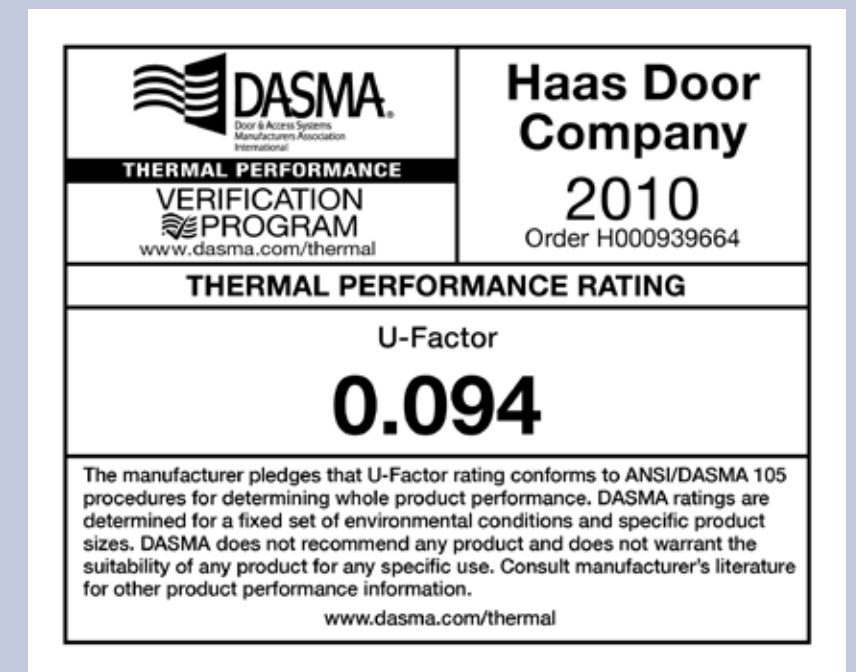 DASMA®
Door & Access Systems
Manufacturers Association
International
THERMAL PERFORMANCE
VERIFICATION
PROGRAM
www.dasma.com/thermal
Haas Door
Company
2010
Order H000939664
THERMAL PERFORMANCE RATING
U-Factor
0.094
The manufacturer pledges that U-Factor rating conforms to ANSI/DASMA 105
procedures for determining whole product performance. DASMA ratings are
determined for a fixed set of environmental conditions and specific product
sizes. DASMA does not recommend any product and does not warrant the
suitability of any product for any specific use. Consult manufacturer's literature
for other product performance information.
www.dasma.com/thermal